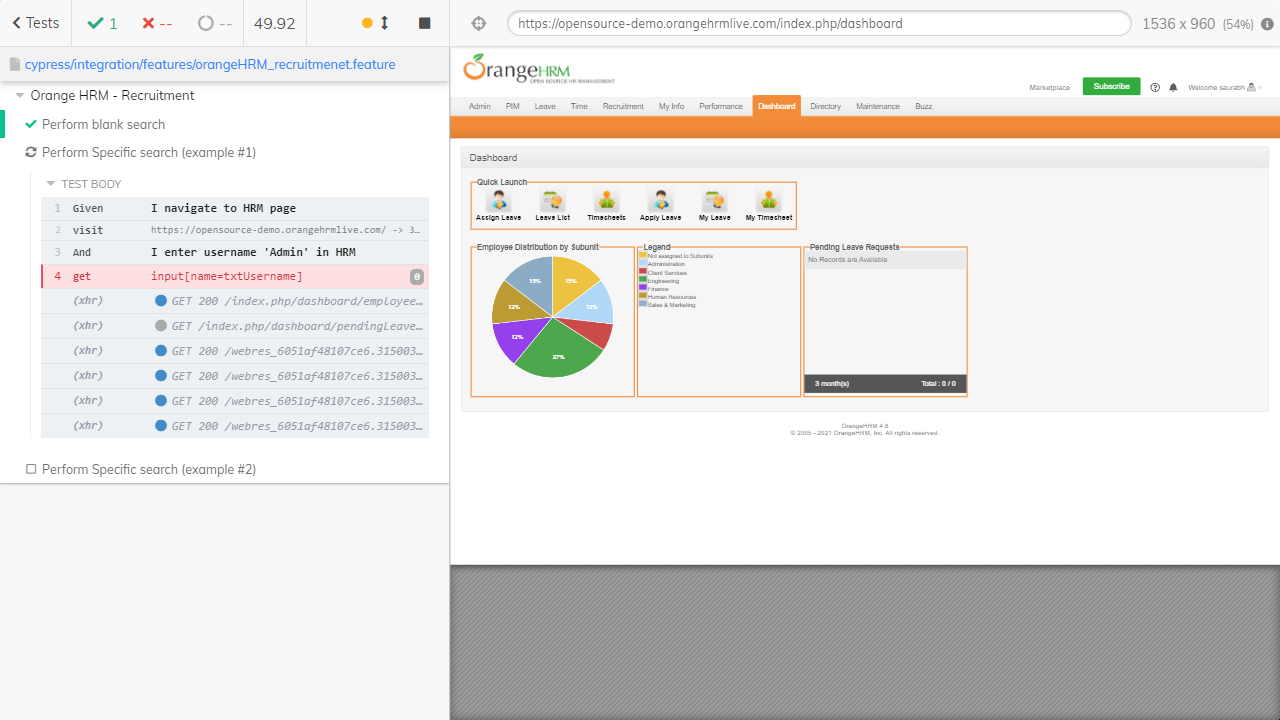 Tests 1 -- -- 49.92
https://opensource-demo.orangehrmlive.com/index.php/dashboard 1536 x 960 (54%)
cypress/integration/features/orangeHRM_recruitmenet.feature
Orange HRM - Recruitment
Perform blank search
Perform Specific search (example #1)
TEST BODY
1 Given I navigate to HRM page
2 visit https://opensource-demo.orangehrmlive.com/ -> 3…
3 And I enter username 'Admin' in HRM
4 get input[name=txtUsername] 0
(xhr) GET 200 /index.php/dashboard/employee…
(xhr) GET /index.php/dashboard/pendingLeave…
(xhr) GET 200 /webres_6051af48107ce6.315003…
(xhr) GET 200 /webres_6051af48107ce6.315003…
(xhr) GET 200 /webres_6051af48107ce6.315003…
(xhr) GET 200 /webres_6051af48107ce6.315003…
Perform Specific search (example #2)
OrangeHRM
OPEN SOURCE HR MANAGEMENT
Marketplace Subscribe Welcome saurabh
Admin PIM Leave Time Recruitment My Info Performance Dashboard Directory Maintenance Buzz
Dashboard
Quick Launch
Assign Leave Leave List Timesheets Apply Leave My Leave My Timesheet
Employee Distribution by Subunit
15% 15%
12% 12%
12%
27%
Legend
Not assigned to Subunits
Administration
Client Services
Engineering
Finance
Human Resources
Sales & Marketing
Pending Leave Requests
No Records are Available
3 month(s) Total : 0 / 0
OrangeHRM 4.8
© 2005 - 2021 OrangeHRM, Inc. All rights reserved.